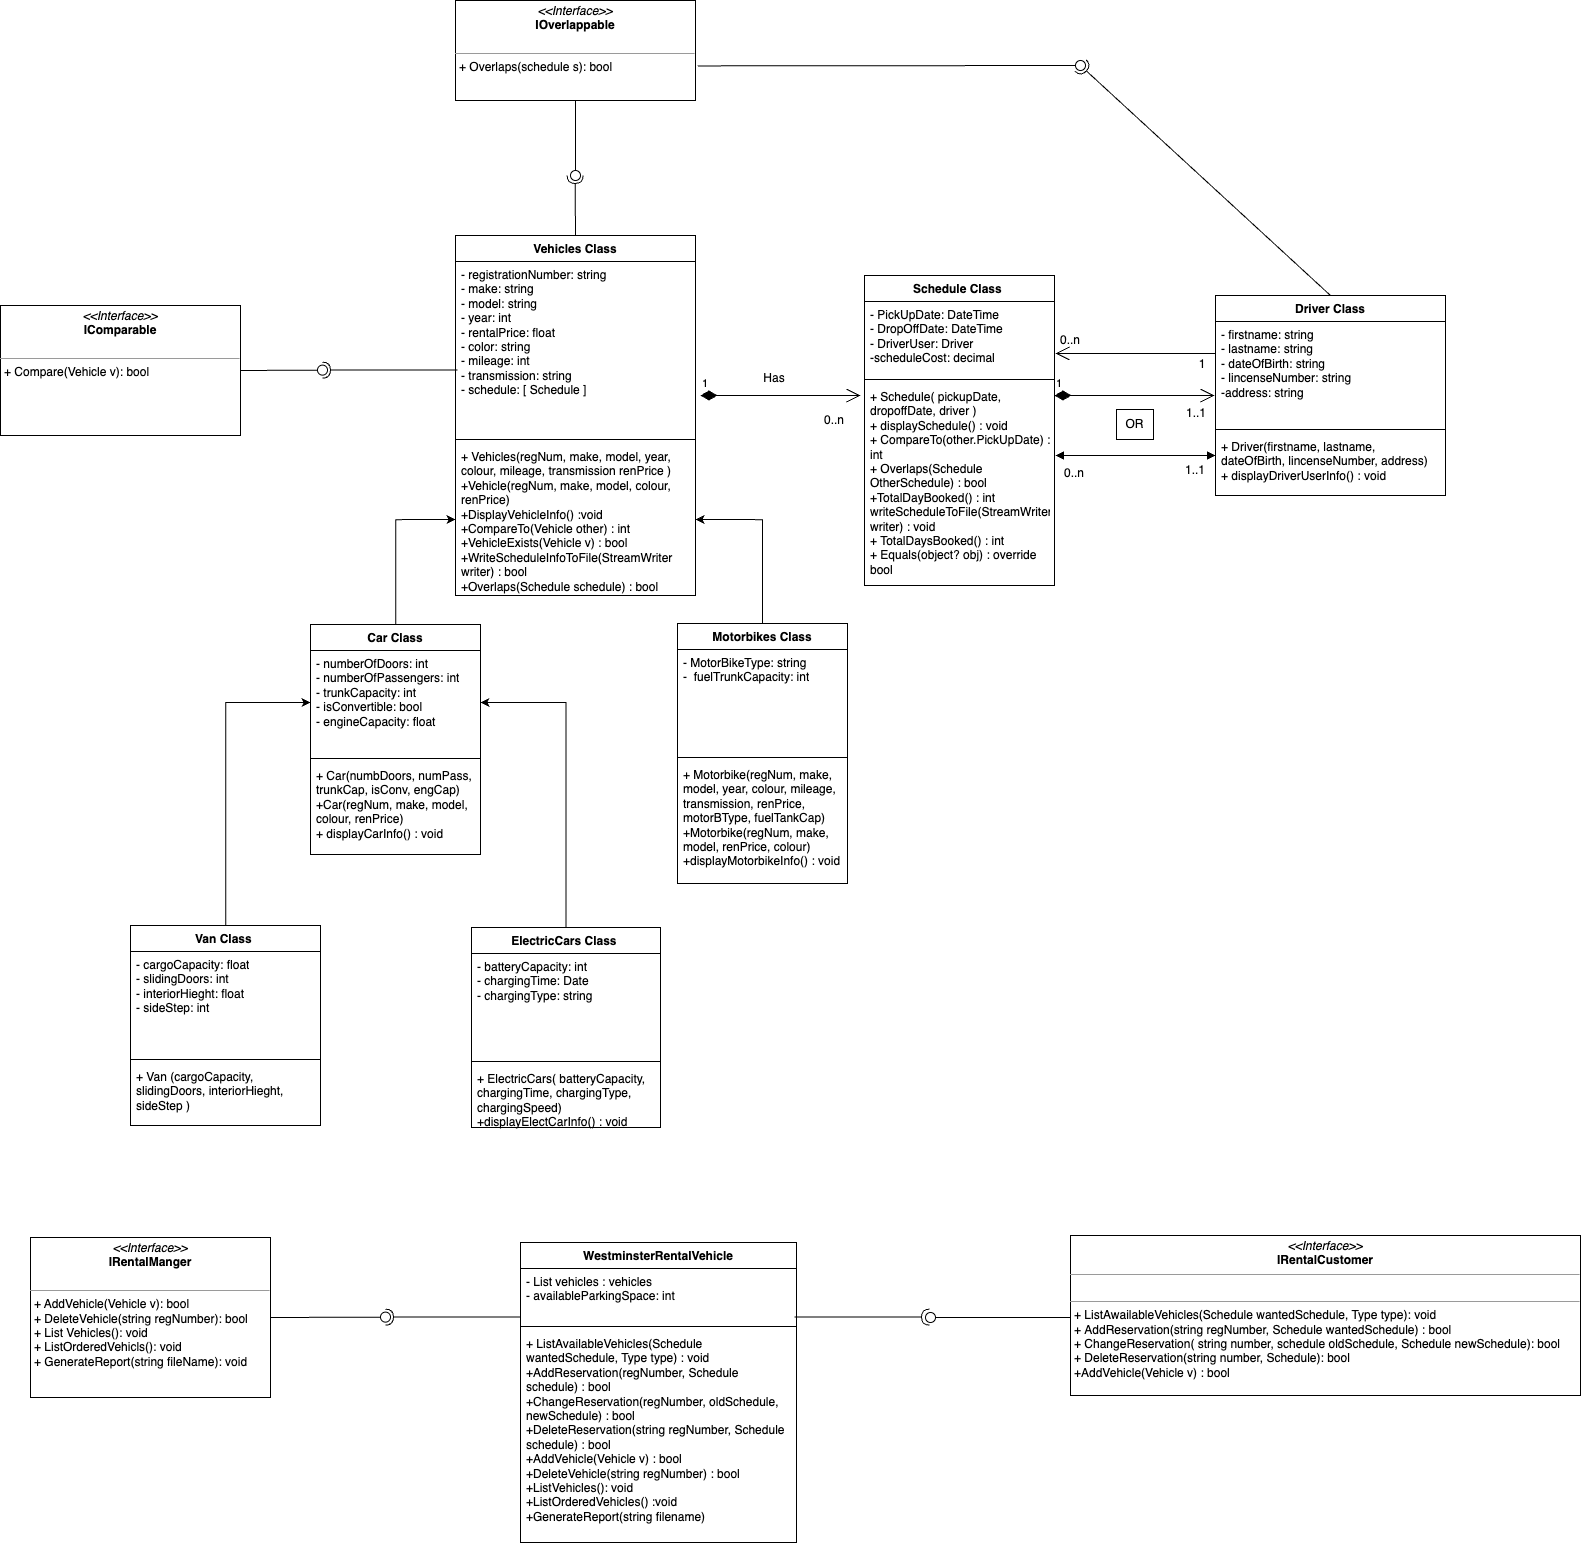 <<Interface>>
IOverlappable
+ Overlaps(schedule s): bool
<<Interface>>
IComparable
+ Compare(Vehicle v): bool
Vehicles Class
- registrationNumber: string
- make: string
- model: string
- year: int
- rentalPrice: float
- color: string
- mileage: int
- transmission: string
- schedule: [ Schedule ]
+ Vehicles(regNum, make, model, year,
colour, mileage, transmission renPrice )
+Vehicle(regNum, make, model, colour,
renPrice)
+DisplayVehicleInfo() :void
+CompareTo(Vehicle other) : int
+VehicleExists(Vehicle v) : bool
+WriteScheduleInfoToFile(StreamWriter
writer) : bool
+Overlaps(Schedule schedule) : bool
1
Has
0..n
Schedule Class
- PickUpDate: DateTime
- DropOffDate: DateTime
- DriverUser: Driver
-scheduleCost: decimal
+ Schedule( pickupDate,
dropoffDate, driver )
+ displaySchedule() : void
+ CompareTo(other.PickUpDate) :
int
+ Overlaps(Schedule
OtherSchedule) : bool
+TotalDayBooked() : int
writeScheduleToFile(StreamWriter
writer) : void
+ TotalDaysBooked() : int
+ Equals(object? obj) : override
bool
0..n
1
1
1..1
OR
0..n
1..1
Driver Class
- firstname: string
- lastname: string
- dateOfBirth: string
- lincenseNumber: string
-address: string
+ Driver(firstname, lastname,
dateOfBirth, lincenseNumber, address)
+ displayDriverUserInfo() : void
Car Class
- numberOfDoors: int
- numberOfPassengers: int
- trunkCapacity: int
- isConvertible: bool
- engineCapacity: float
+ Car(numbDoors, numPass,
trunkCap, isConv, engCap)
+Car(regNum, make, model,
colour, renPrice)
+ displayCarInfo() : void
Motorbikes Class
- MotorBikeType: string
- fuelTrunkCapacity: int
+ Motorbike(regNum, make,
model, year, colour, mileage,
transmission, renPrice,
motorBType, fuelTankCap)
+Motorbike(regNum, make,
model, renPrice, colour)
+displayMotorbikeInfo() : void
Van Class
- cargoCapacity: float
- slidingDoors: int
- interiorHieght: float
- sideStep: int
+ Van (cargoCapacity,
slidingDoors, interiorHieght,
sideStep )
ElectricCars Class
- batteryCapacity: int
- chargingTime: Date
- chargingType: string
+ ElectricCars( batteryCapacity,
chargingTime, chargingType,
chargingSpeed)
+displayElectCarInfo() : void
<<Interface>>
IRentalManger
+ AddVehicle(Vehicle v): bool
+ DeleteVehicle(string regNumber): bool
+ List Vehicles(): void
+ListOrderedVehicls(): void
+ GenerateReport(string fileName): void
WestminsterRentalVehicle
- List vehicles : vehicles
- availableParkingSpace: int
+ ListAvailableVehicles(Schedule
wantedSchedule, Type type) : void
+AddReservation(regNumber, Schedule
schedule) : bool
+ChangeReservation(regNumber, oldSchedule,
newSchedule) : bool
+DeleteReservation(string regNumber, Schedule
schedule) : bool
+AddVehicle(Vehicle v) : bool
+DeleteVehicle(string regNumber) : bool
+ListVehicles(): void
+ListOrderedVehicles() :void
+GenerateReport(string filename)
<<Interface>>
IRentalCustomer
+ ListAwailableVehicles(Schedule wantedSchedule, Type type): void
+ AddReservation(string regNumber, Schedule wantedSchedule) : bool
+ ChangeReservation( string number, schedule oldSchedule, Schedule newSchedule): bool
+ DeleteReservation(string number, Schedule): bool
+AddVehicle(Vehicle v) : bool